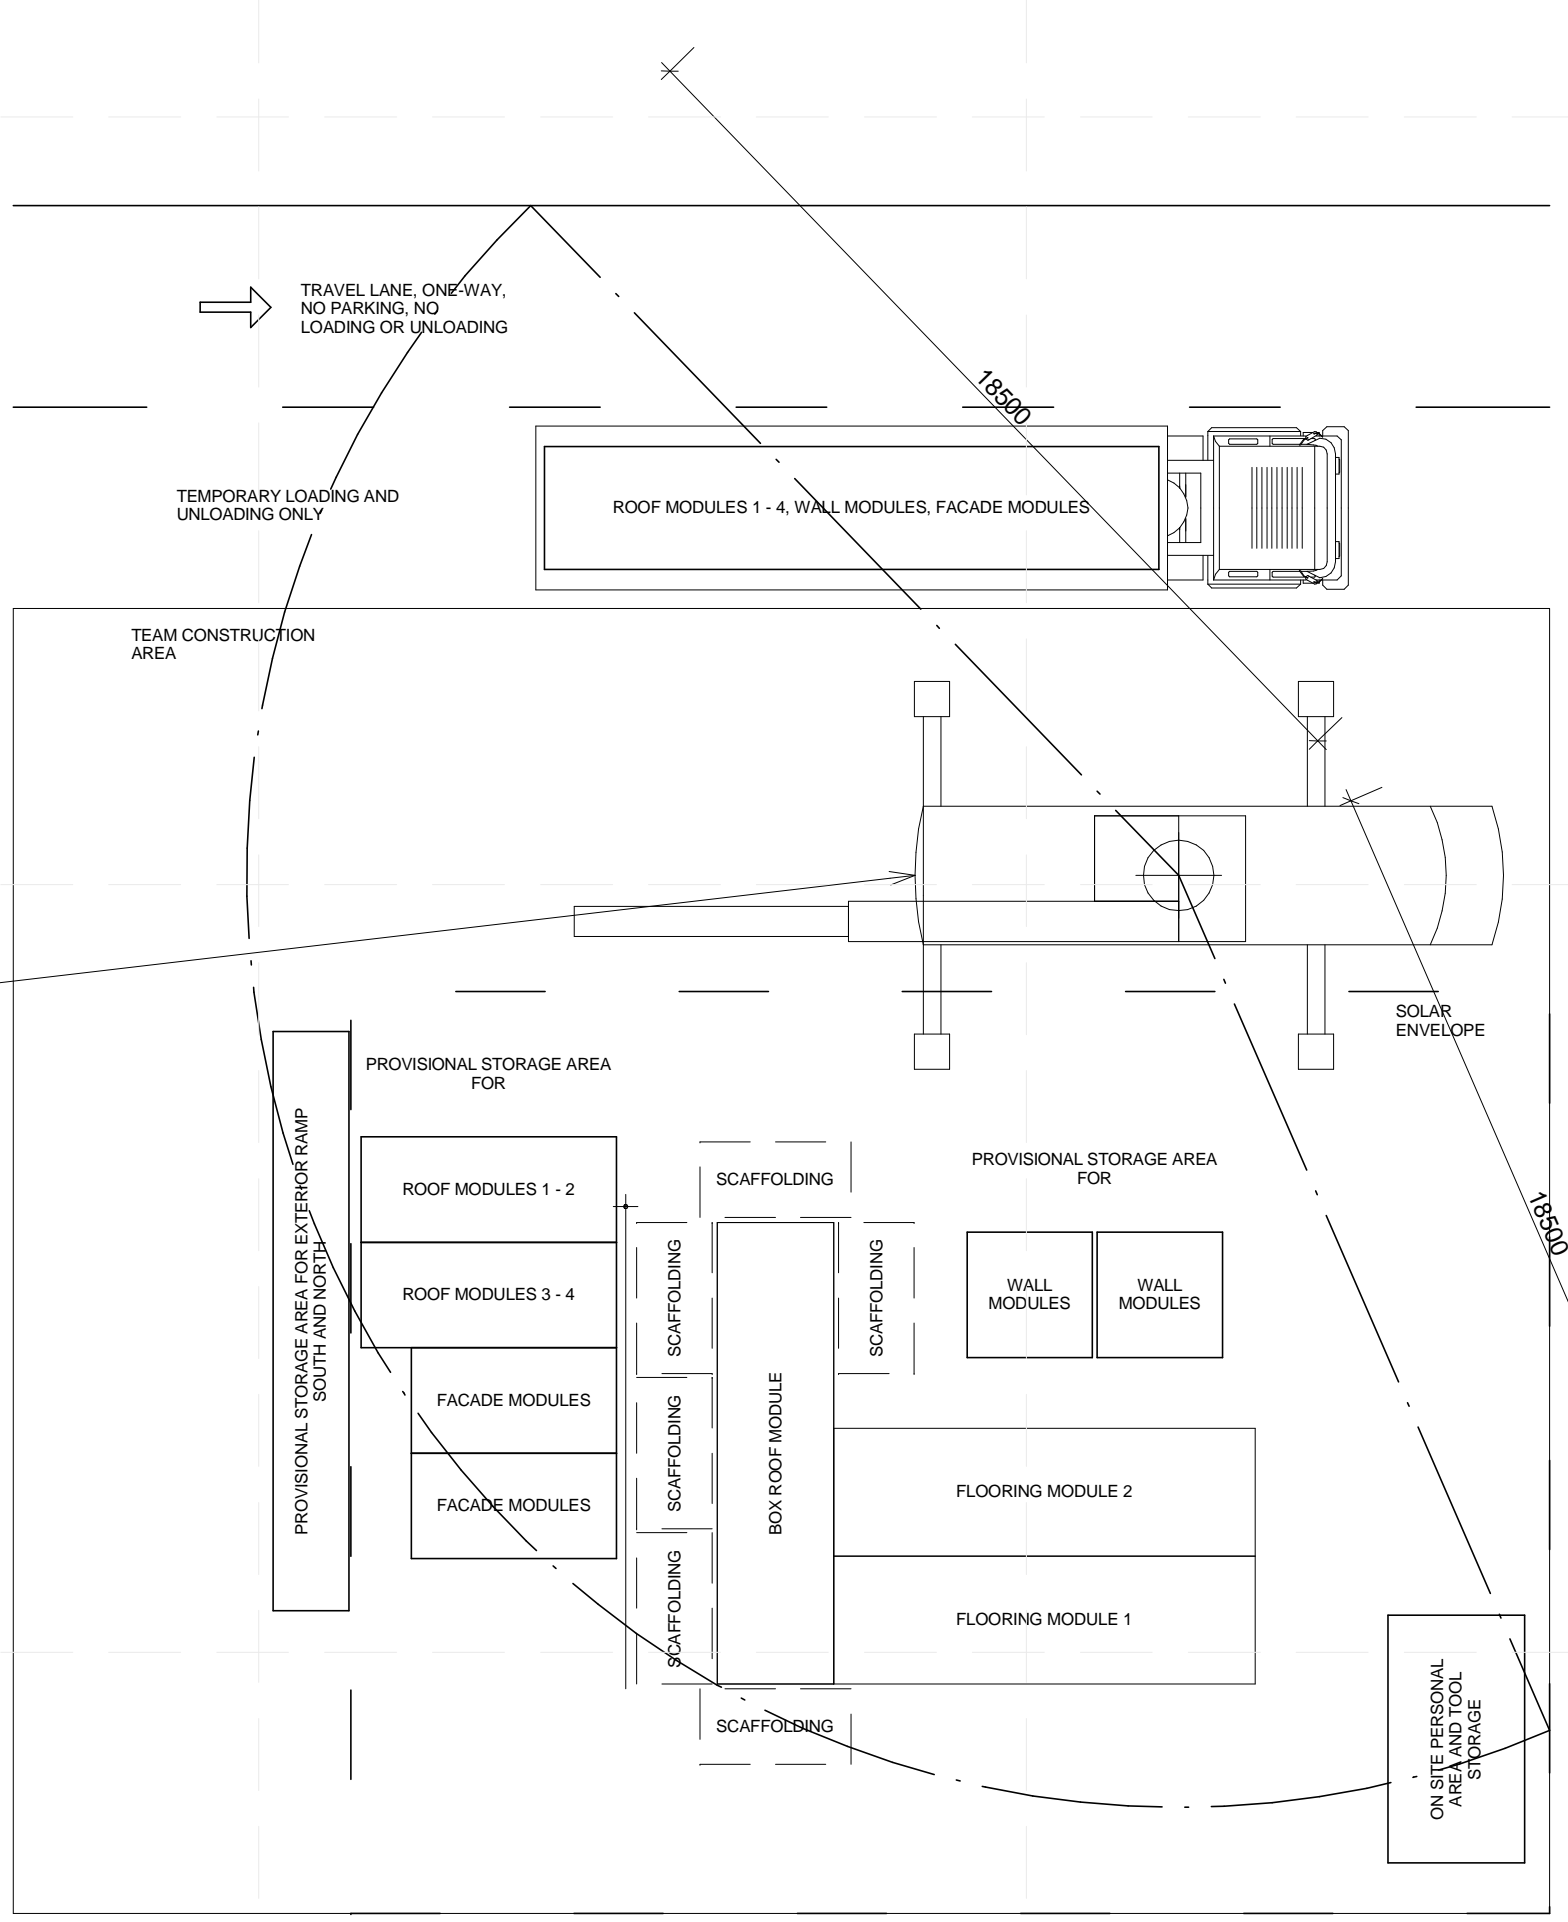 TRAVEL LANE, ONE-WAY,
NO PARKING, NO
LOADING OR UNLOADING
18500
TEMPORARY LOADING AND
UNLOADING ONLY
ROOF MODULES 1 - 4, WALL MODULES, FACADE MODULES
TEAM CONSTRUCTION
AREA
SOLAR
ENVELOPE
PROVISIONAL STORAGE AREA
FOR
PROVISIONAL STORAGE AREA FOR EXTERIOR RAMP
SOUTH AND NORTH
ROOF MODULES 1 - 2
ROOF MODULES 3 - 4
FACADE MODULES
FACADE MODULES
SCAFFOLDING
SCAFFOLDING
SCAFFOLDING
SCAFFOLDING
SCAFFOLDING
BOX ROOF MODULE
SCAFFOLDING
PROVISIONAL STORAGE AREA
FOR
WALL
MODULES
WALL
MODULES
18500
FLOORING MODULE 2
FLOORING MODULE 1
ON SITE PERSONAL
AREA AND TOOL
STORAGE